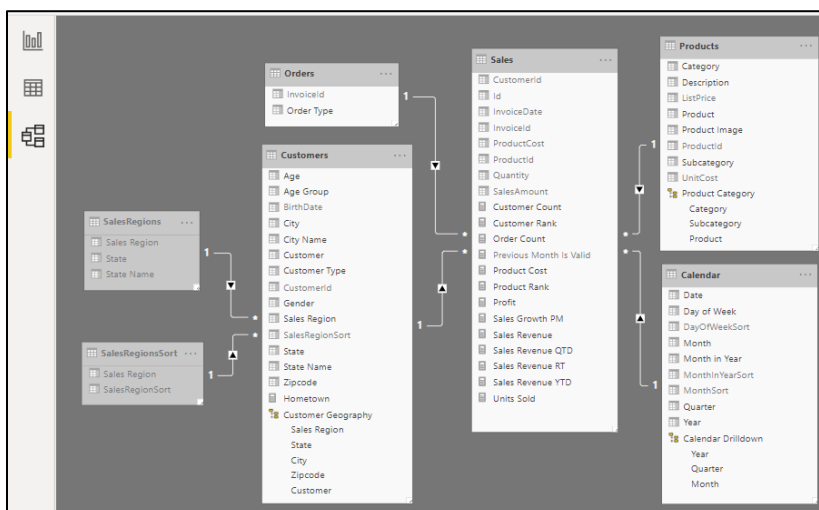 Orders
...
InvoiceId
Order Type
Customers
...
Age
Age Group
BirthDate
City
City Name
Customer
Customer Type
CustomerId
Gender
Sales Region
SalesRegionSort
State
State Name
Zipcode
Hometown
Customer Geography
Sales Region
State
City
Zipcode
Customer
SalesRegions
...
Sales Region
State
State Name
SalesRegionsSort
...
Sales Region
SalesRegionSort
Sales
...
CustomerId
Id
InvoiceDate
InvoiceId
ProductCost
ProductId
Quantity
SalesAmount
Customer Count
Customer Rank
Order Count
Previous Month Is Valid
Product Cost
Product Rank
Profit
Sales Growth PM
Sales Revenue
Sales Revenue QTD
Sales Revenue RT
Sales Revenue YTD
Units Sold
Products
...
Category
Description
ListPrice
Product
Product Image
ProductId
Subcategory
UnitCost
Product Category
Category
Subcategory
Product
Calendar
...
Date
Day of Week
DayOfWeekSort
Month
Month in Year
MonthInYearSort
MonthSort
Quarter
Year
Calendar Drilldown
Year
Quarter
Month
1
*
1
*
1
*
1
*
1
*
1
*